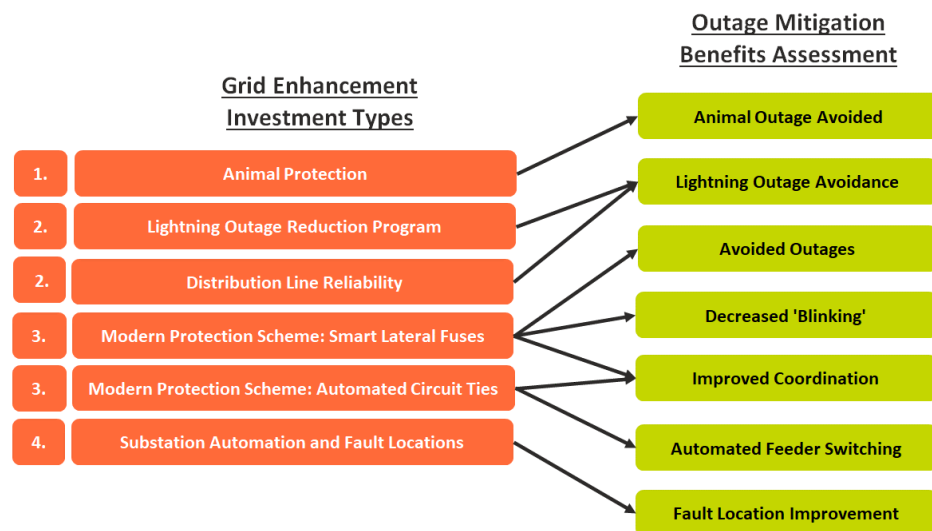 Outage Mitigation
Benefits Assessment
Grid Enhancement
Investment Types
1. Animal Protection
2. Lightning Outage Reduction Program
2. Distribution Line Reliability
3. Modern Protection Scheme: Smart Lateral Fuses
3. Modern Protection Scheme: Automated Circuit Ties
4. Substation Automation and Fault Locations
Animal Outage Avoided
Lightning Outage Avoidance
Avoided Outages
Decreased 'Blinking'
Improved Coordination
Automated Feeder Switching
Fault Location Improvement